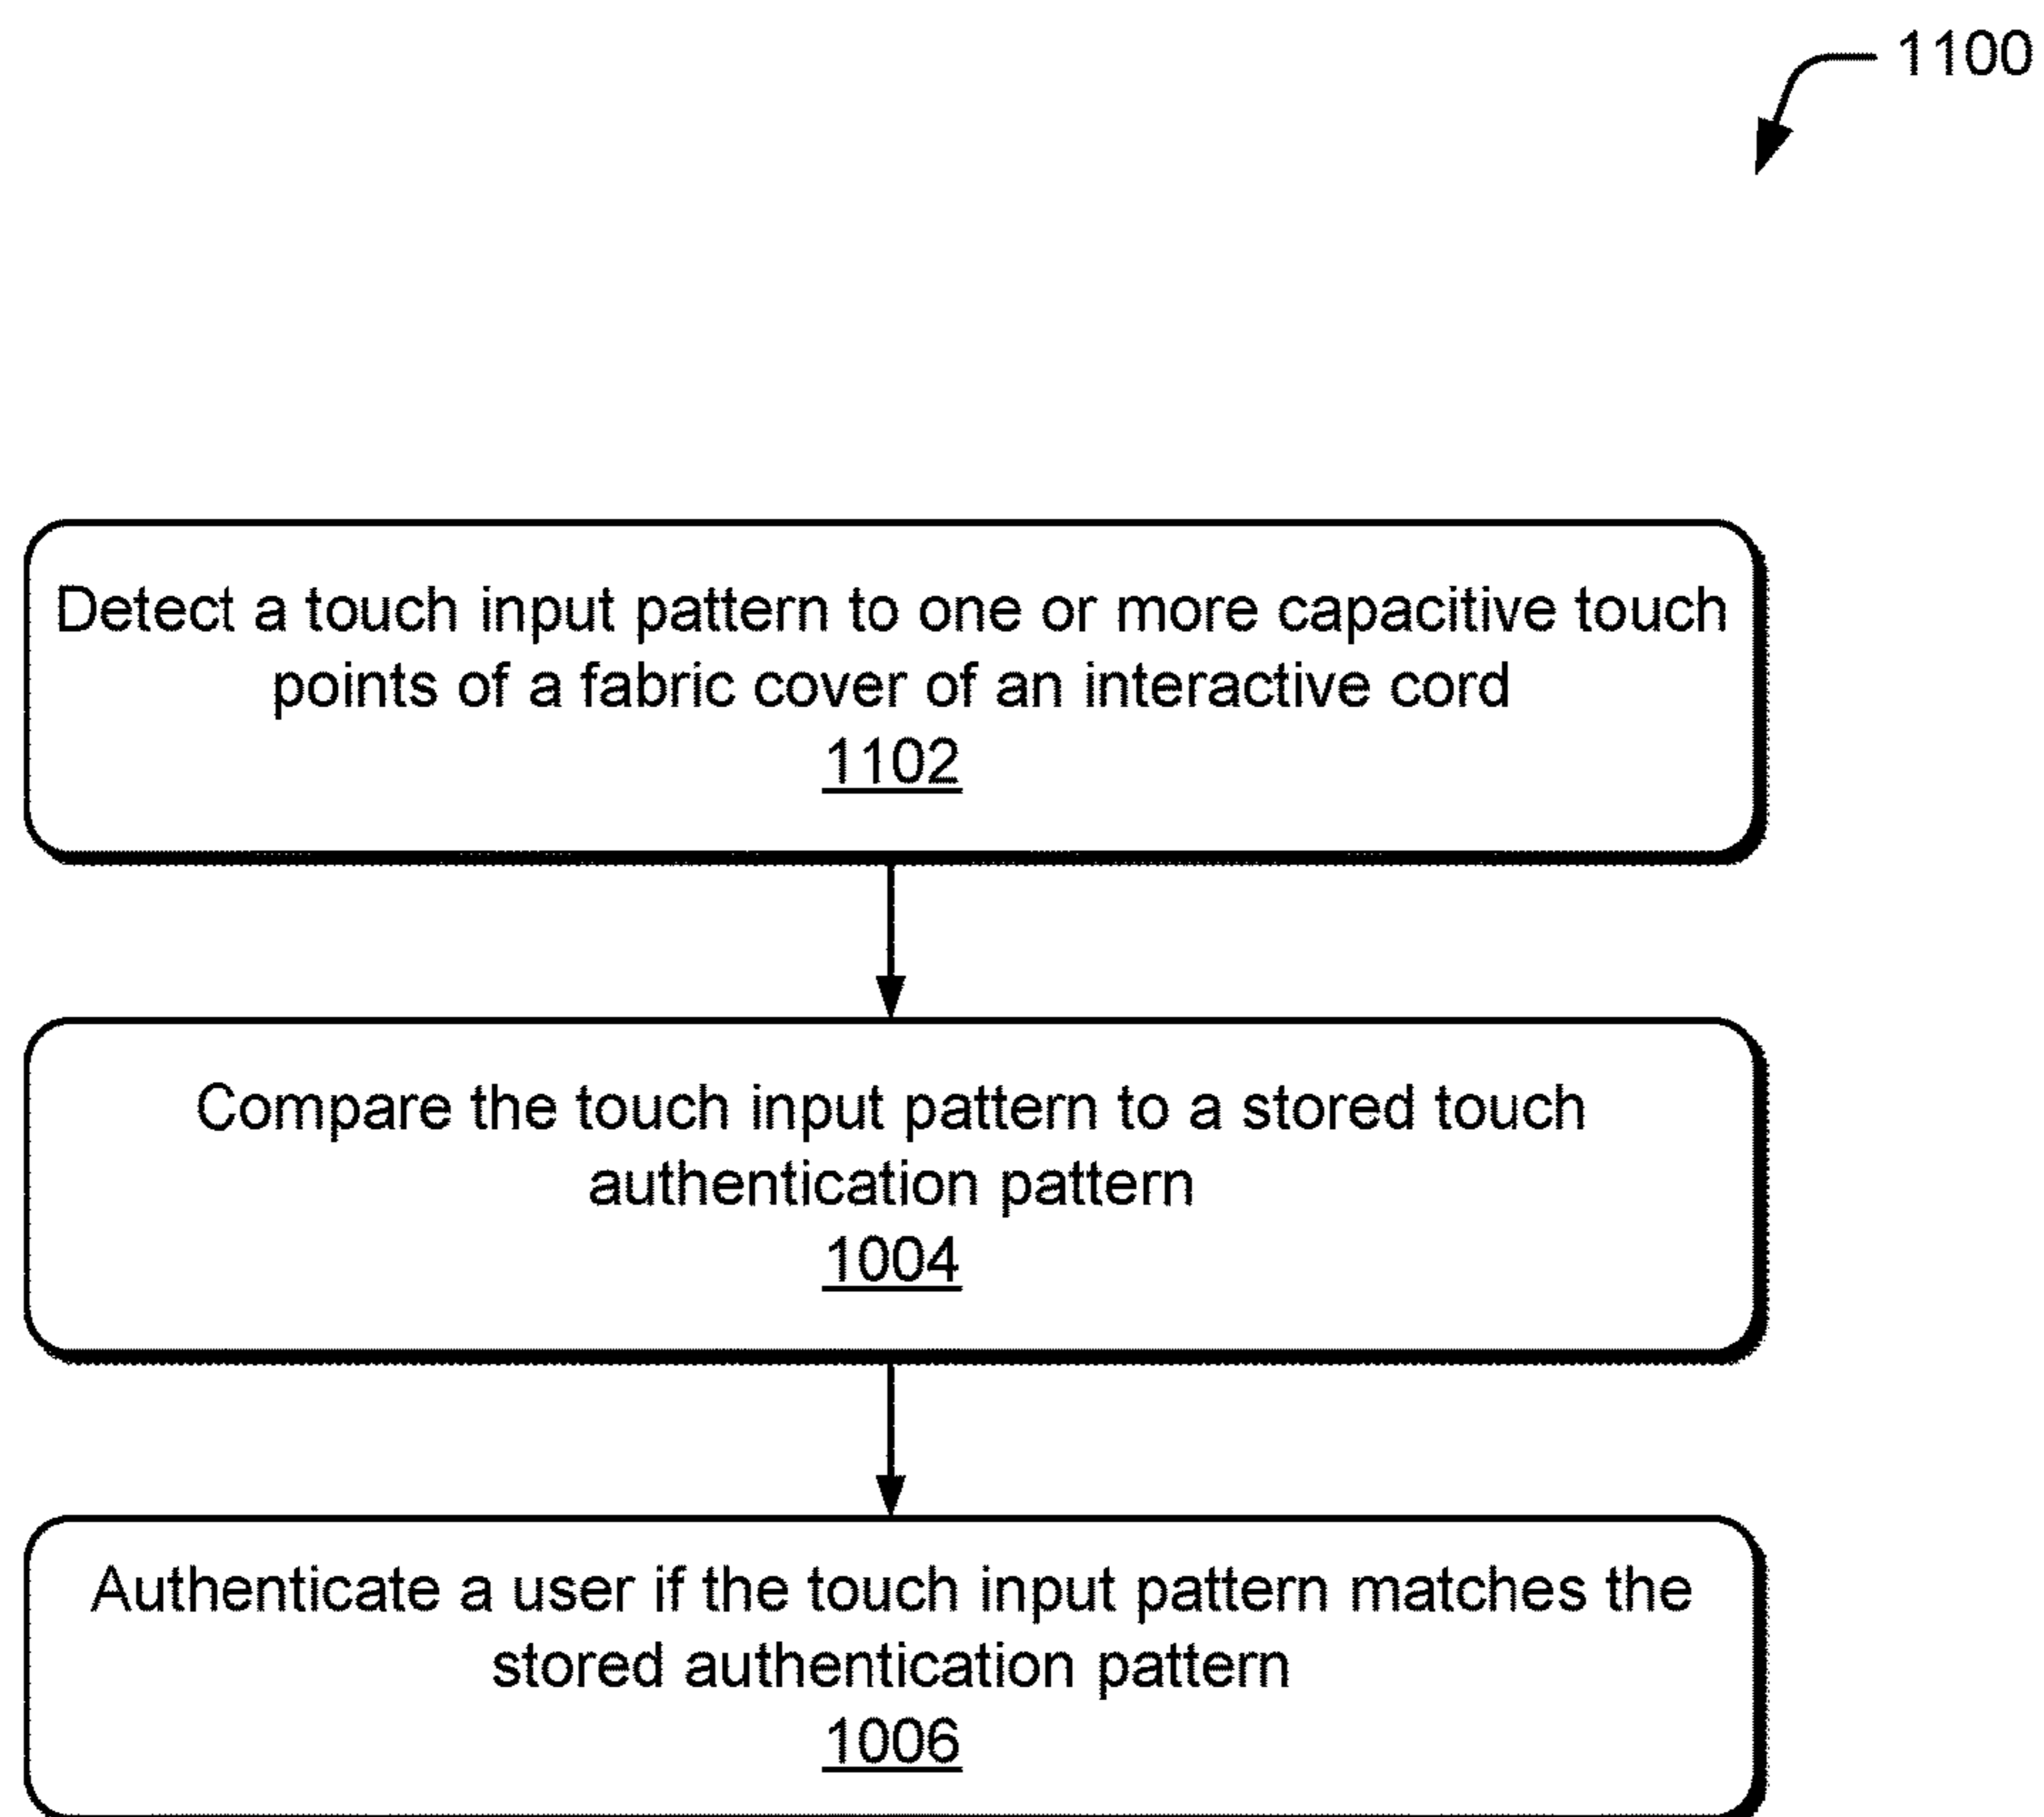 1100
Detect a touch input pattern to one or more capacitive touch
points of a fabric cover of an interactive cord
1102
Compare the touch input pattern to a stored touch
authentication pattern
1004
Authenticate a user if the touch input pattern matches the
stored authentication pattern
1006